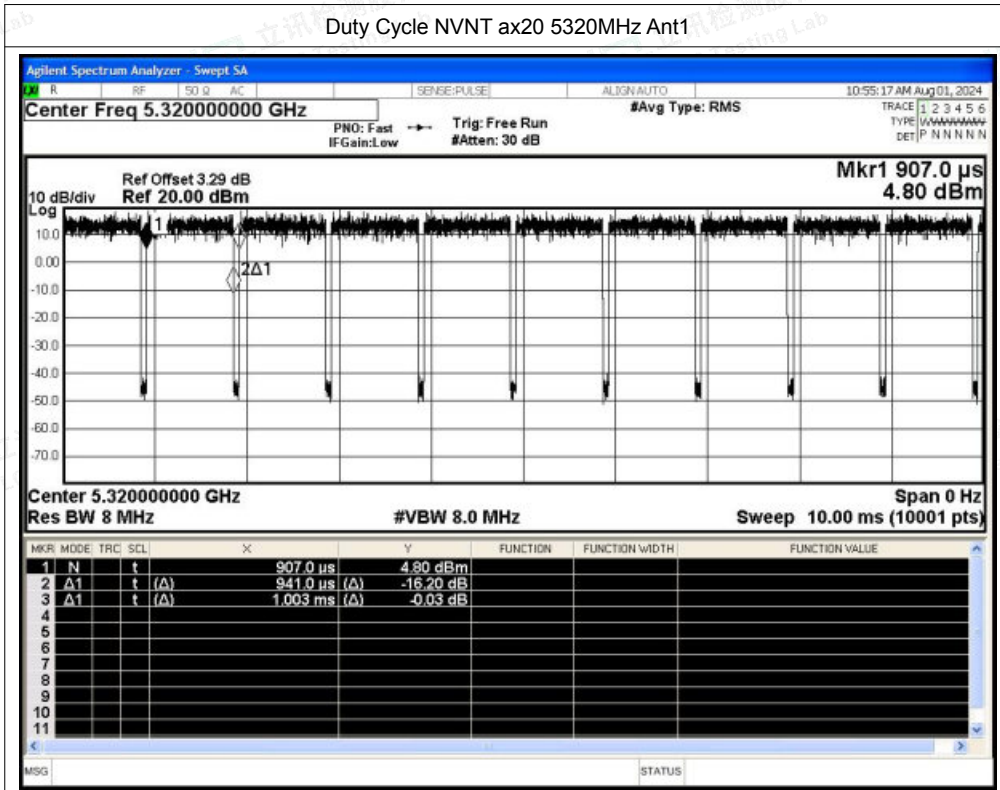 Duty Cycle NVNT ax20 5320MHz Ant1
Agilent Spectrum Analyzer - Swept SA
R RF 50 Ω AC SENSE:PULSE ALIGN AUTO 10:55:17 AM Aug 01, 2024
Center Freq 5.320000000 GHz #Avg Type: RMS TRACE 1 2 3 4 5 6
PNO: Fast Trig: Free Run TYPE
IFGain:Low #Atten: 30 dB DET P N N N N N
Mkr1 907.0 µs
Ref Offset 3.29 dB
10 dB/div Ref 20.00 dBm 4.80 dBm
Log
10.0
1
0.00
2Δ1
-10.0
-20.0
-30.0
-40.0
-50.0
-60.0
-70.0
Center 5.320000000 GHz Span 0 Hz
Res BW 8 MHz #VBW 8.0 MHz Sweep 10.00 ms (10001 pts)
MKR MODE TRC SCL X Y FUNCTION FUNCTION WIDTH FUNCTION VALUE
1 N t 907.0 µs 4.80 dBm
2 Δ1 t (Δ) 941.0 µs (Δ) -16.20 dB
3 Δ1 t (Δ) 1.003 ms (Δ) -0.03 dB
4
5
6
7
8
9
10
11
MSG STATUS